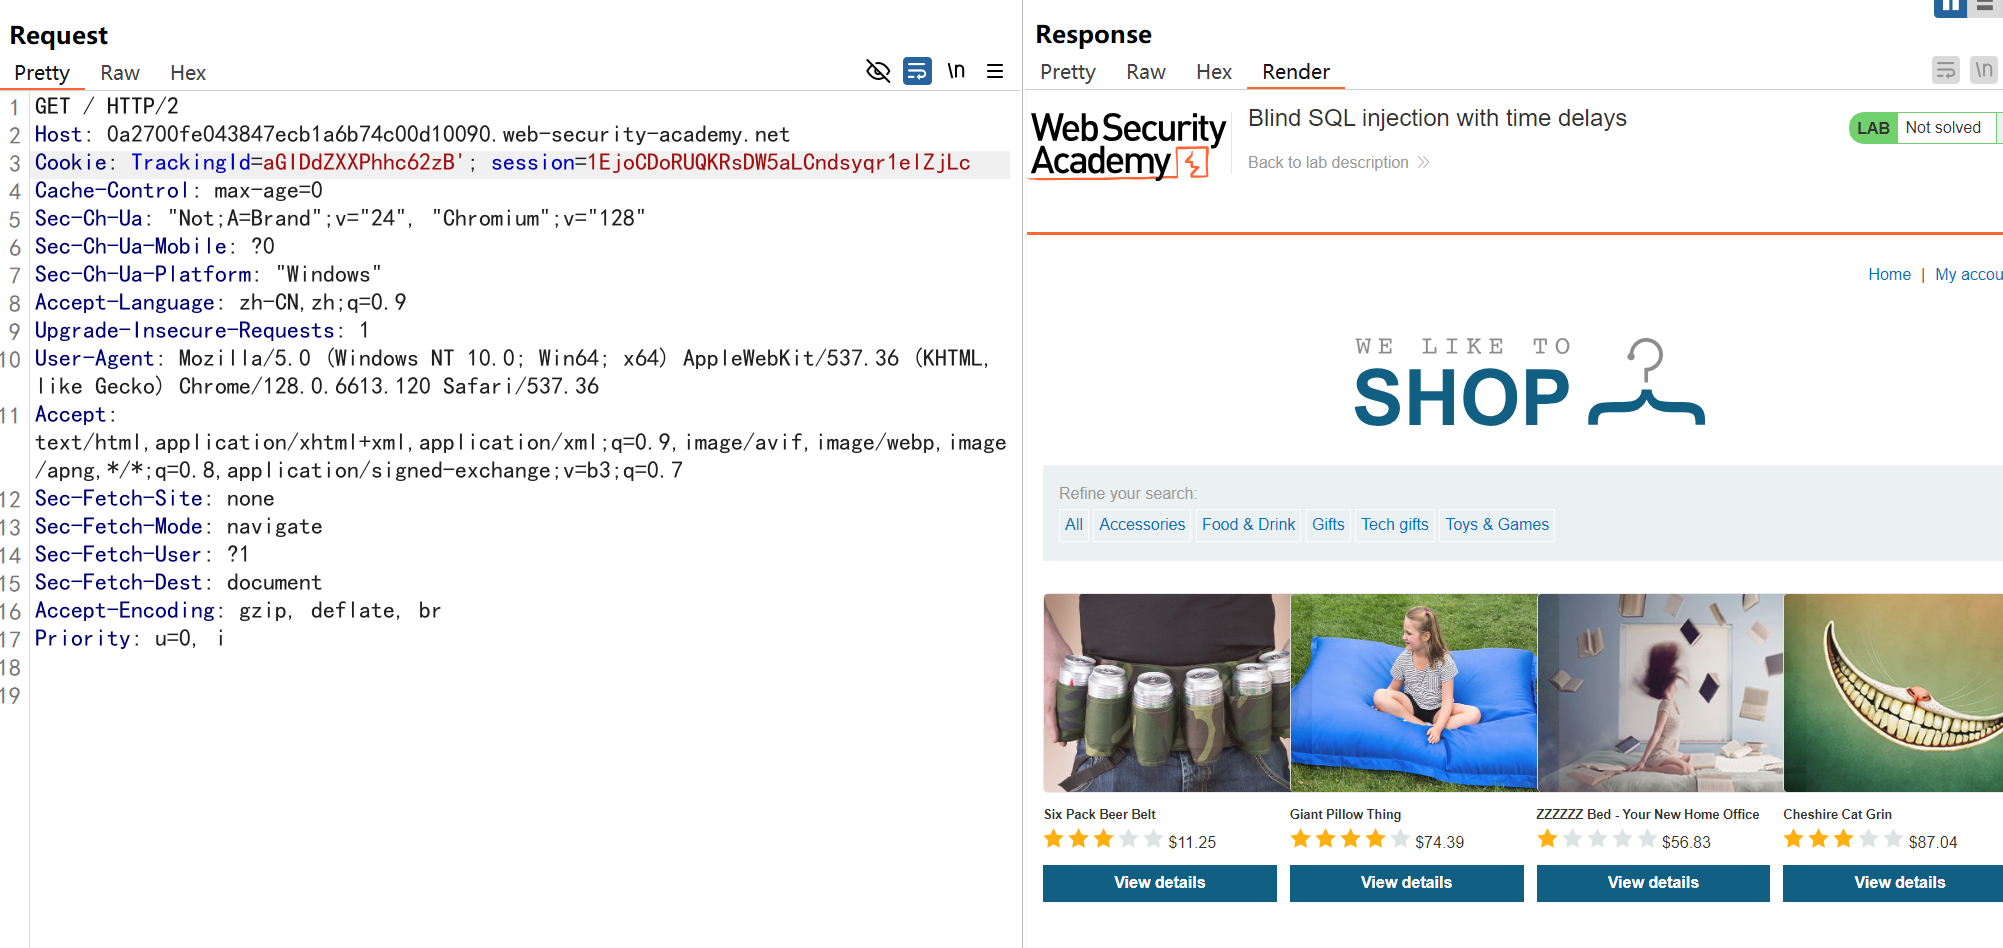 Request
Pretty Raw Hex
\n
1 GET / HTTP/2
2 Host: 0a2700fe043847ecb1a6b74c00d10090.web-security-academy.net
3 Cookie: TrackingId=aGIDdZXXPhhc62zB'; session=1EjoCDoRUQKRsDW5aLCndsyqr1elZjLc
4 Cache-Control: max-age=0
5 Sec-Ch-Ua: "Not;A=Brand";v="24", "Chromium";v="128"
6 Sec-Ch-Ua-Mobile: ?0
7 Sec-Ch-Ua-Platform: "Windows"
8 Accept-Language: zh-CN,zh;q=0.9
9 Upgrade-Insecure-Requests: 1
10 User-Agent: Mozilla/5.0 (Windows NT 10.0; Win64; x64) AppleWebKit/537.36 (KHTML,
like Gecko) Chrome/128.0.6613.120 Safari/537.36
11 Accept:
text/html,application/xhtml+xml,application/xml;q=0.9,image/avif,image/webp,image
/apng,*/*;q=0.8,application/signed-exchange;v=b3;q=0.7
12 Sec-Fetch-Site: none
13 Sec-Fetch-Mode: navigate
14 Sec-Fetch-User: ?1
15 Sec-Fetch-Dest: document
16 Accept-Encoding: gzip, deflate, br
17 Priority: u=0, i
18
19
Response
Pretty Raw Hex Render
\n
WebSecurity
Academy
Blind SQL injection with time delays
Back to lab description
LAB Not solved
Home | My accou
WE LIKE TO
SHOP
Refine your search:
All Accessories Food & Drink Gifts Tech gifts Toys & Games
Six Pack Beer Belt Giant Pillow Thing ZZZZZZ Bed - Your New Home Office Cheshire Cat Grin
$11.25 $74.39 $56.83 $87.04
View details View details View details View details